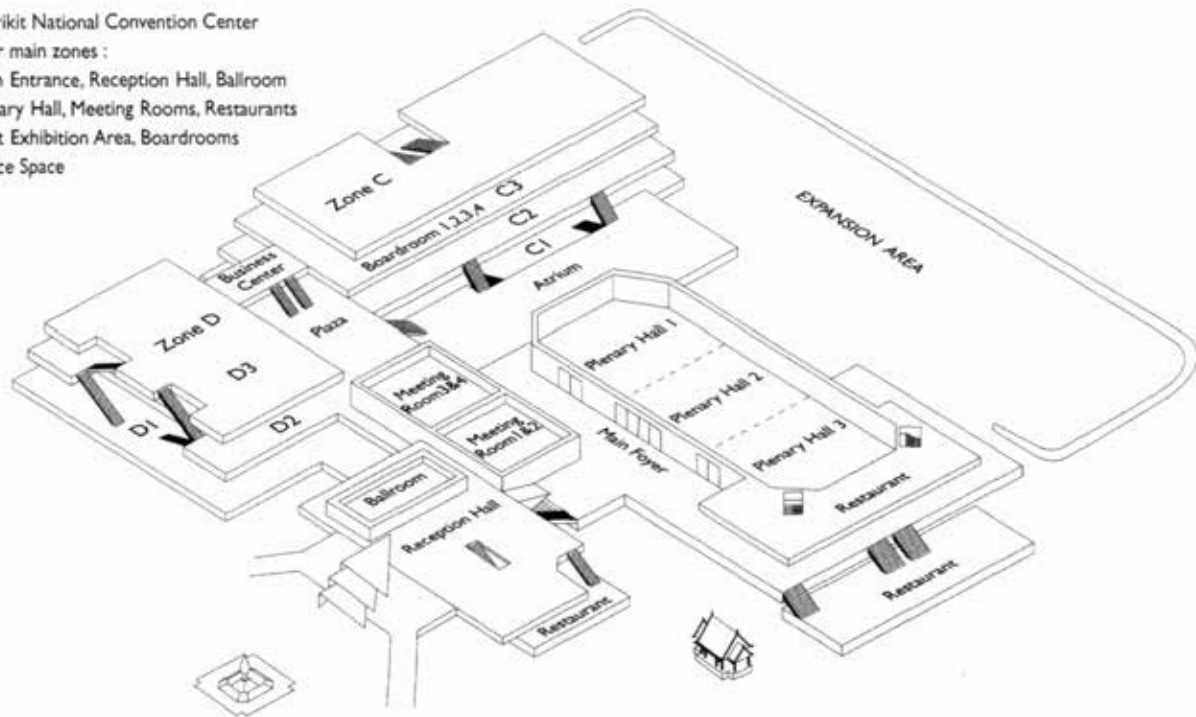 rikit National Convention Center
r main zones :
n Entrance, Reception Hall, Ballroom
ary Hall, Meeting Rooms, Restaurants
t Exhibition Area, Boardrooms
ce Space
Zone C
Boardroom 1,2,3,4 C3
C2
C1
Atrium
EXPANSION AREA
Business
Center
Plaza
Zone D
D3
D1
D2
Meeting
Room 3&4
Meeting
Room 1&2
Plenary Hall 1
Plenary Hall 2
Plenary Hall 3
Main Foyer
Restaurant
Ballroom
Reception Hall
Restaurant
Restaurant